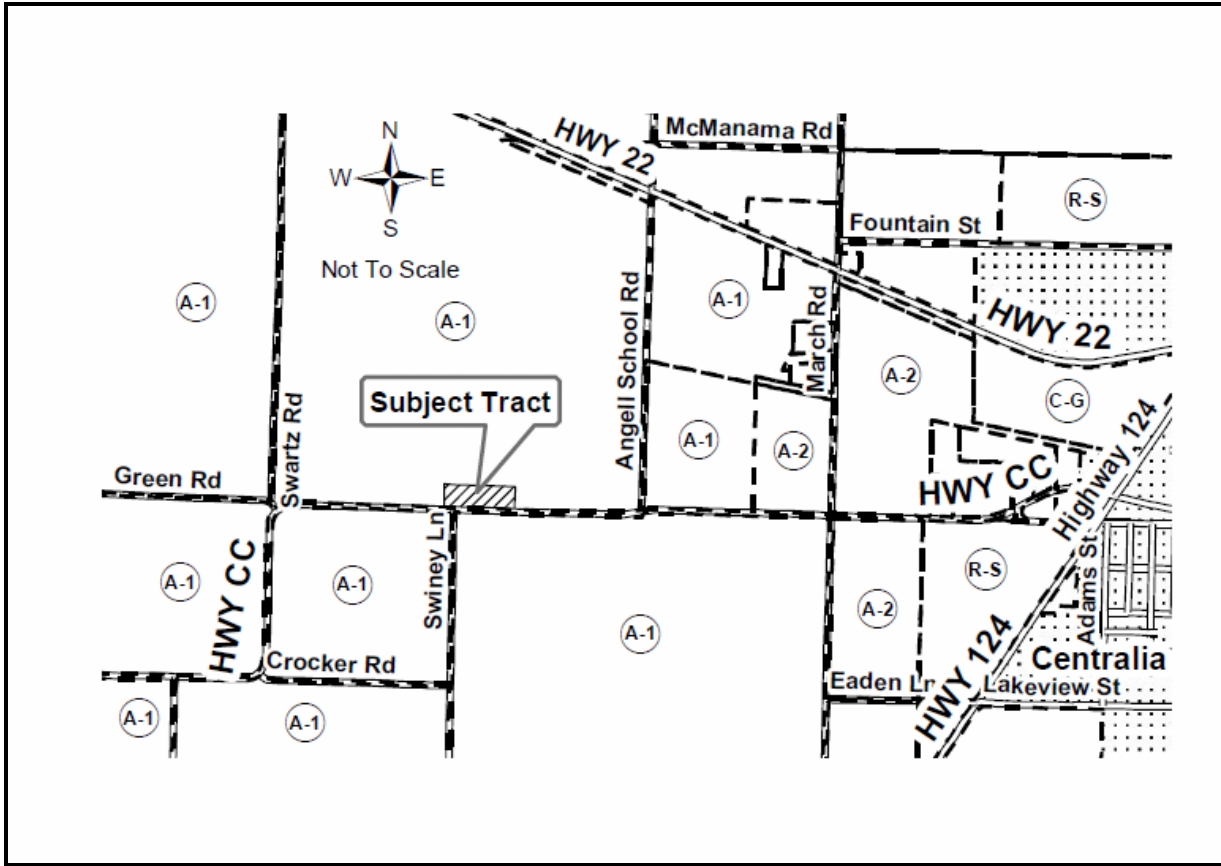 McManama Rd
N
HWY 22
W
E
R-S
S
Fountain St
Not To Scale
A-1
A-1
A-1
HWY 22
March Rd
Angell School Rd
A-2
Subject Tract
C-G
Swartz Rd
A-1
A-2
Highway 124
Green Rd
HWY CC
Swiney Ln
HWY CC
A-1
A-1
R-S
Adams St
A-2
A-1
Crocker Rd
Centralia
Eaden Ln
Lakeview St
HWY 124
A-1
A-1